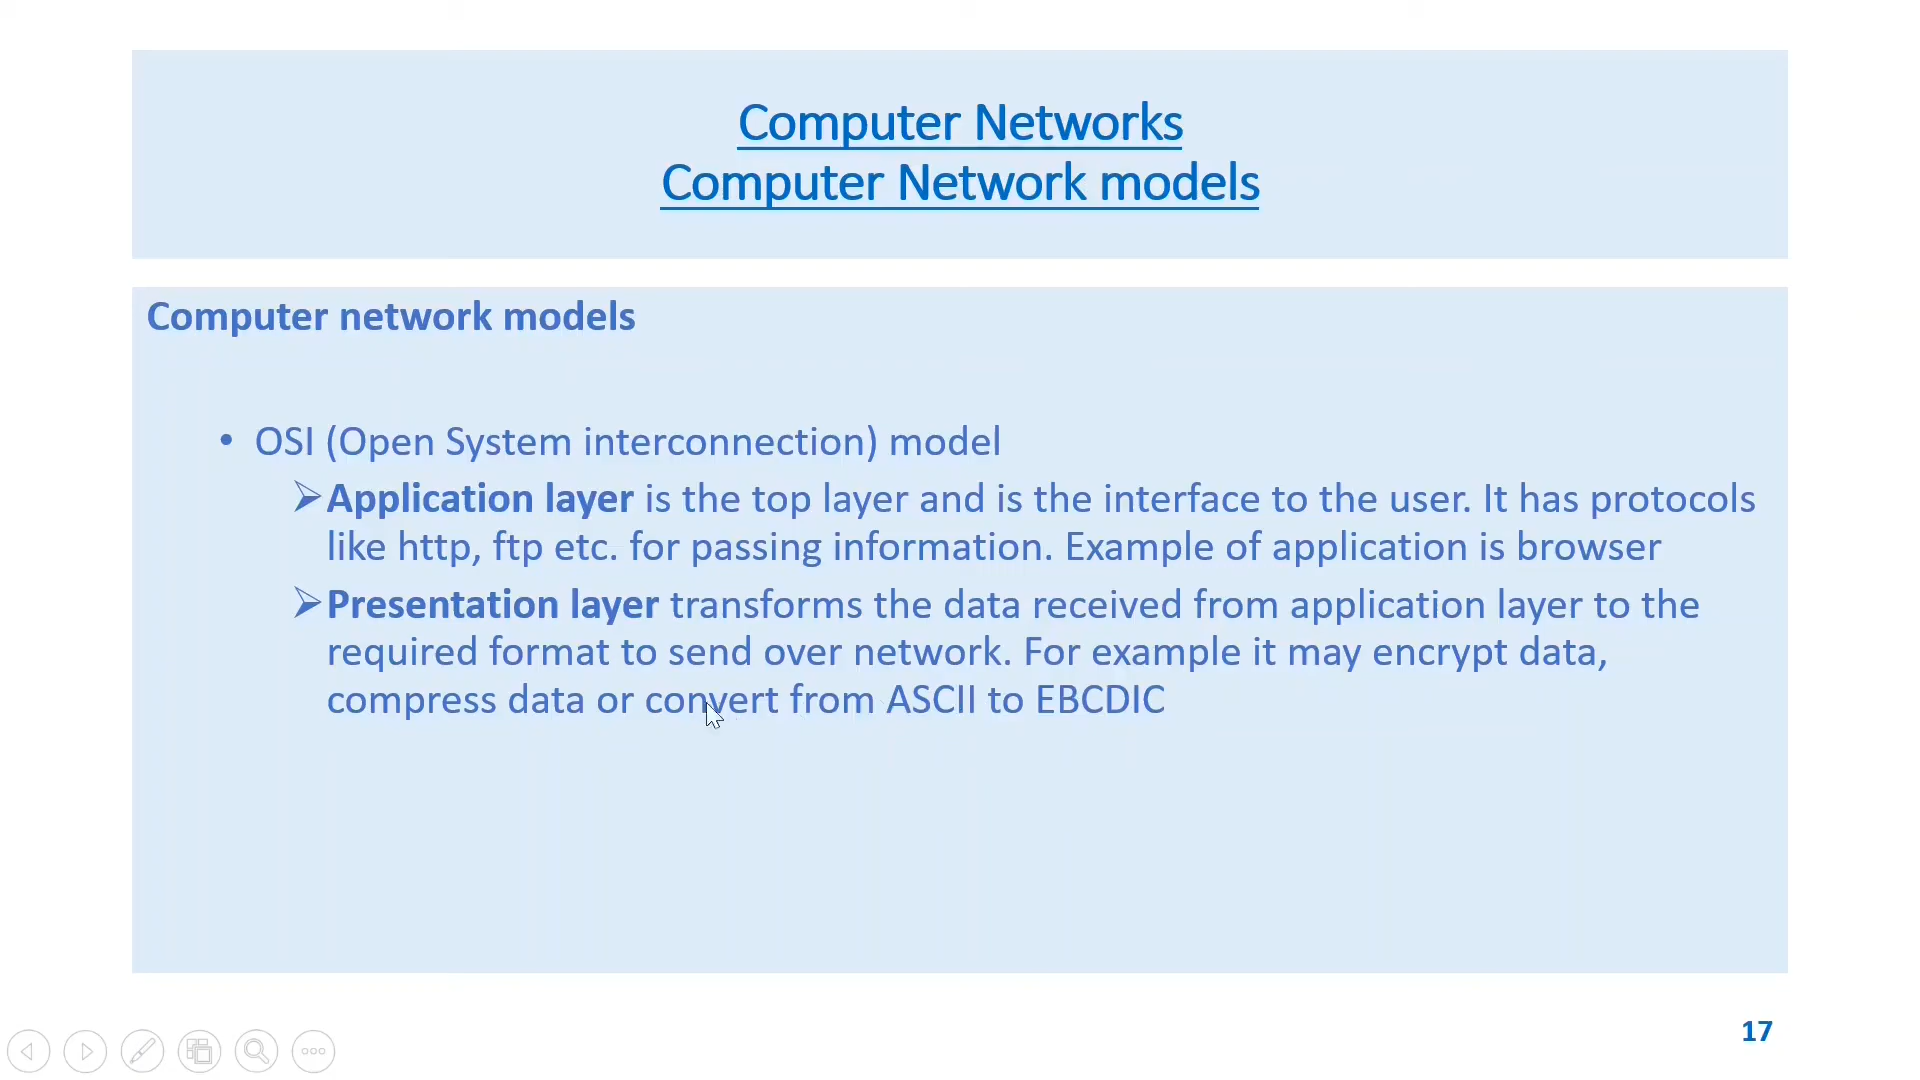 Computer Networks
Computer Network models
Computer network models
• OSI (Open System interconnection) model
➢Application layer is the top layer and is the interface to the user. It has protocols
like http, ftp etc. for passing information. Example of application is browser
➢Presentation layer transforms the data received from application layer to the
required format to send over network. For example it may encrypt data,
compress data or convert from ASCII to EBCDIC
17